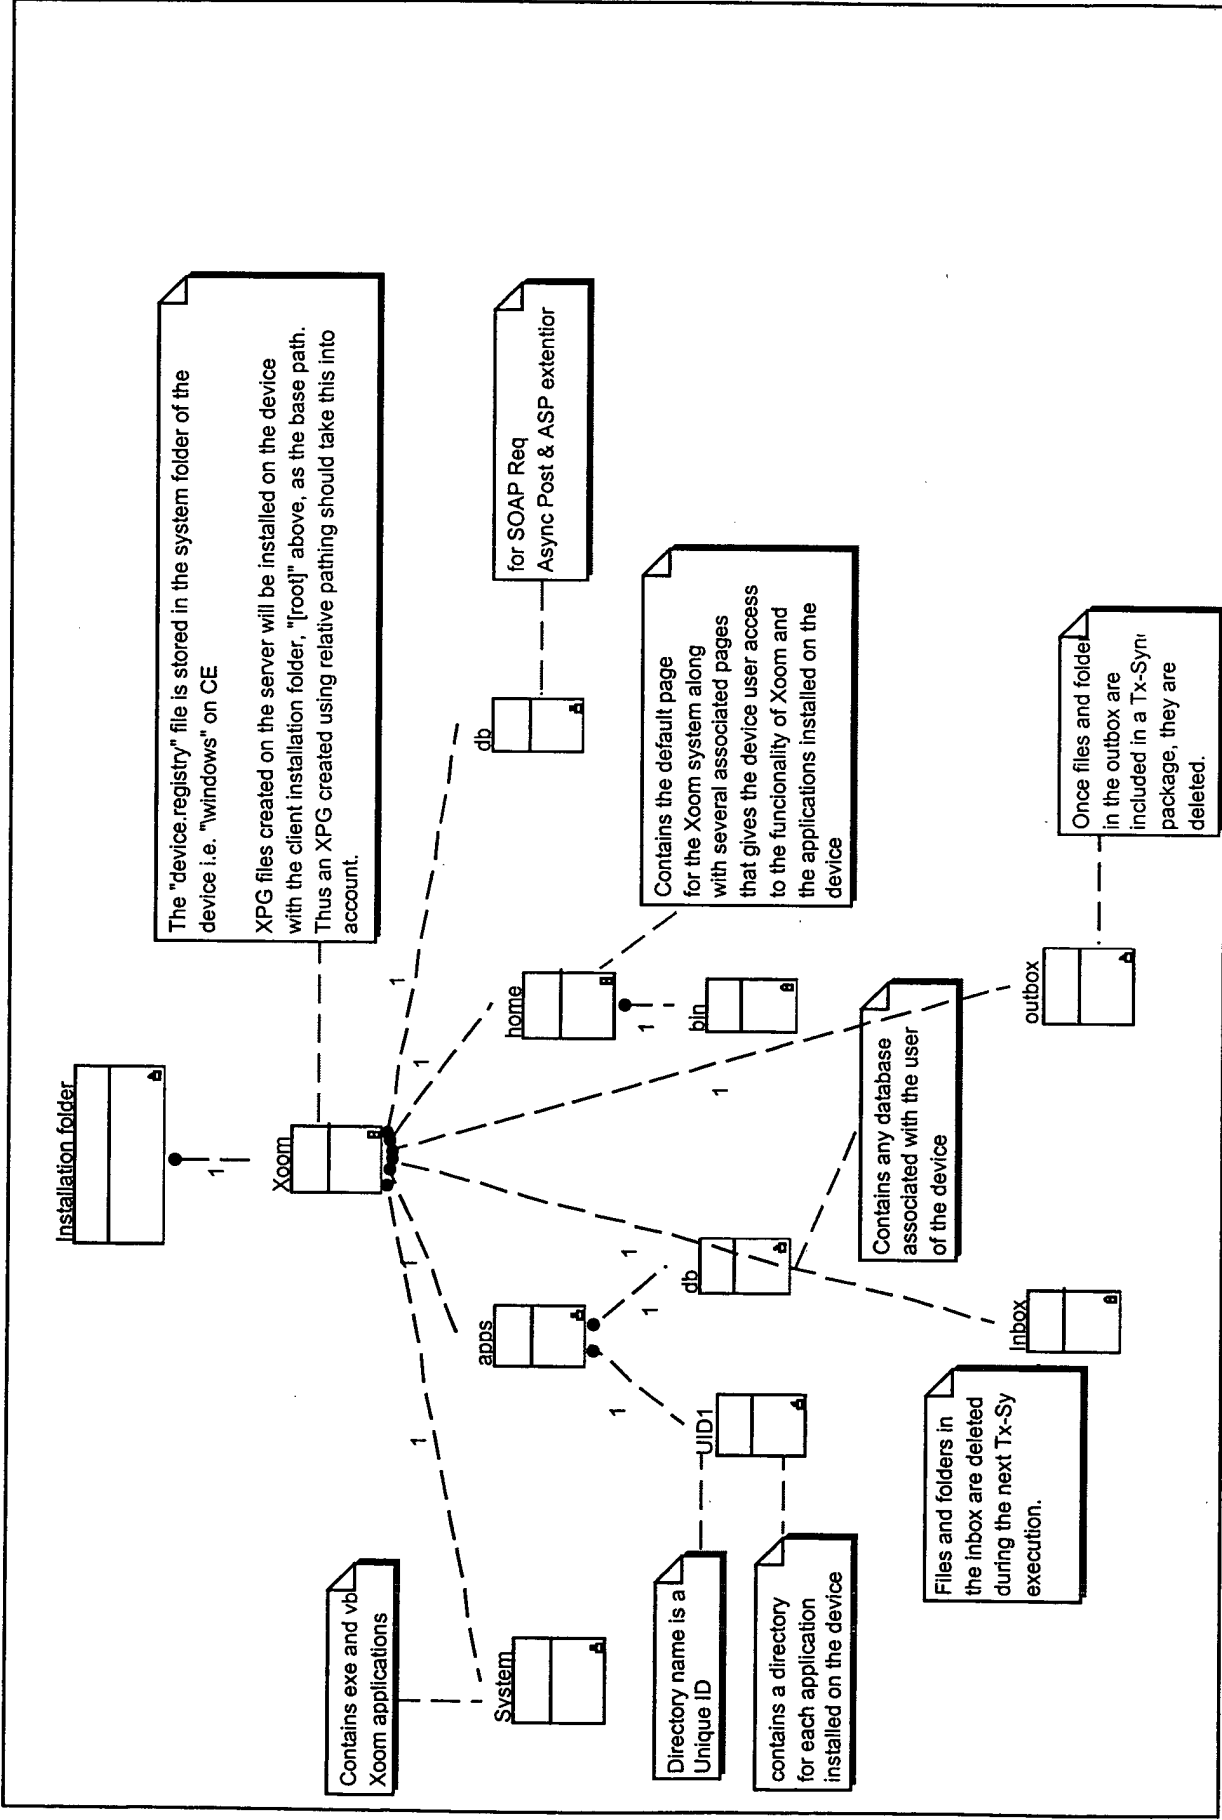 Installation folder
1
Xoom
The "device.registry" file is stored in the system folder of the
device i.e. "\windows" on CE
XPG files created on the server will be installed on the device
with the client installation folder, "[root]" above, as the base path.
Thus an XPG created using relative pathing should take this into
account.
Contains exe and vb
Xoom applications
1
1
1
1
System
apps
home
db
for SOAP Req
Async Post & ASP extentior
1
1
1
1
1
Directory name is a
Unique ID
UID1
db
bin
Contains the default page
for the Xoom system along
with several associated pages
that gives the device user access
to the funcionality of Xoom and
the applications installed on the
device
contains a directory
for each application
installed on the device
Contains any database
associated with the user
of the device
Files and folders in
the inbox are deleted
during the next Tx-Sy
execution.
Inbox
outbox
Once files and folder
in the outbox are
included in a Tx-Syn
package, they are
deleted.